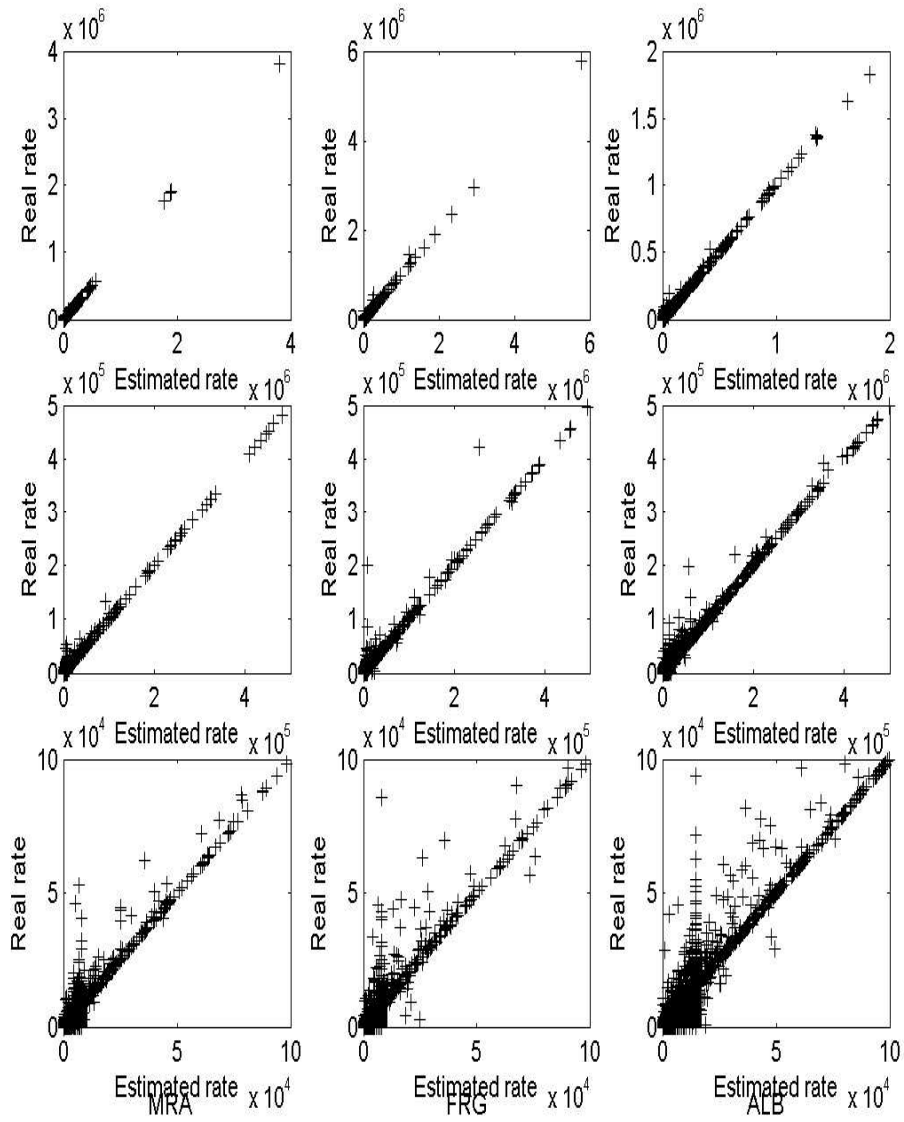 x 10^6 x 10^6 x 10^6
4 6 2
3 4 1.5
2 1
1 2 0.5
0 0 0
Real rate Real rate Real rate
0 2 4 0 2 4 6 0 1 2
Estimated rate x 10^6 Estimated rate x 10^6 Estimated rate x 10^6
x 10^5 x 10^5 x 10^5
5 5 5
4 4 4
3 3 3
2 2 2
1 1 1
0 0 0
Real rate Real rate Real rate
0 2 4 0 2 4 0 2 4
Estimated rate x 10^5 Estimated rate x 10^5 Estimated rate x 10^5
x 10^4 x 10^4 x 10^4
10 10 10
5 5 5
0 0 0
Real rate Real rate Real rate
0 5 10 0 5 10 0 5 10
Estimated rate x 10^4 Estimated rate x 10^4 Estimated rate x 10^4
MRA FRG ALB